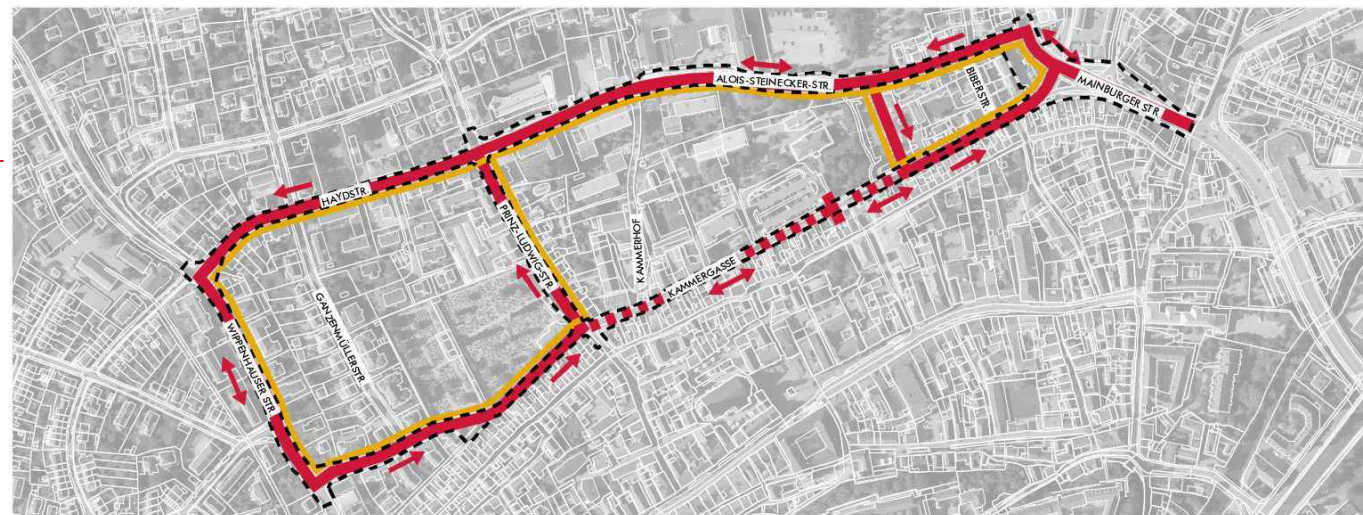 ALOIS-STEINECKER-STR.
BIBERSTR.
MAINBURGER STR.
HAYDSTR.
PRINZ-LUDWIG-STR.
KAMMERHOF
KAMMERGASSE
GANZENMÜLLERSTR.
WIPPENHAUSER STR.